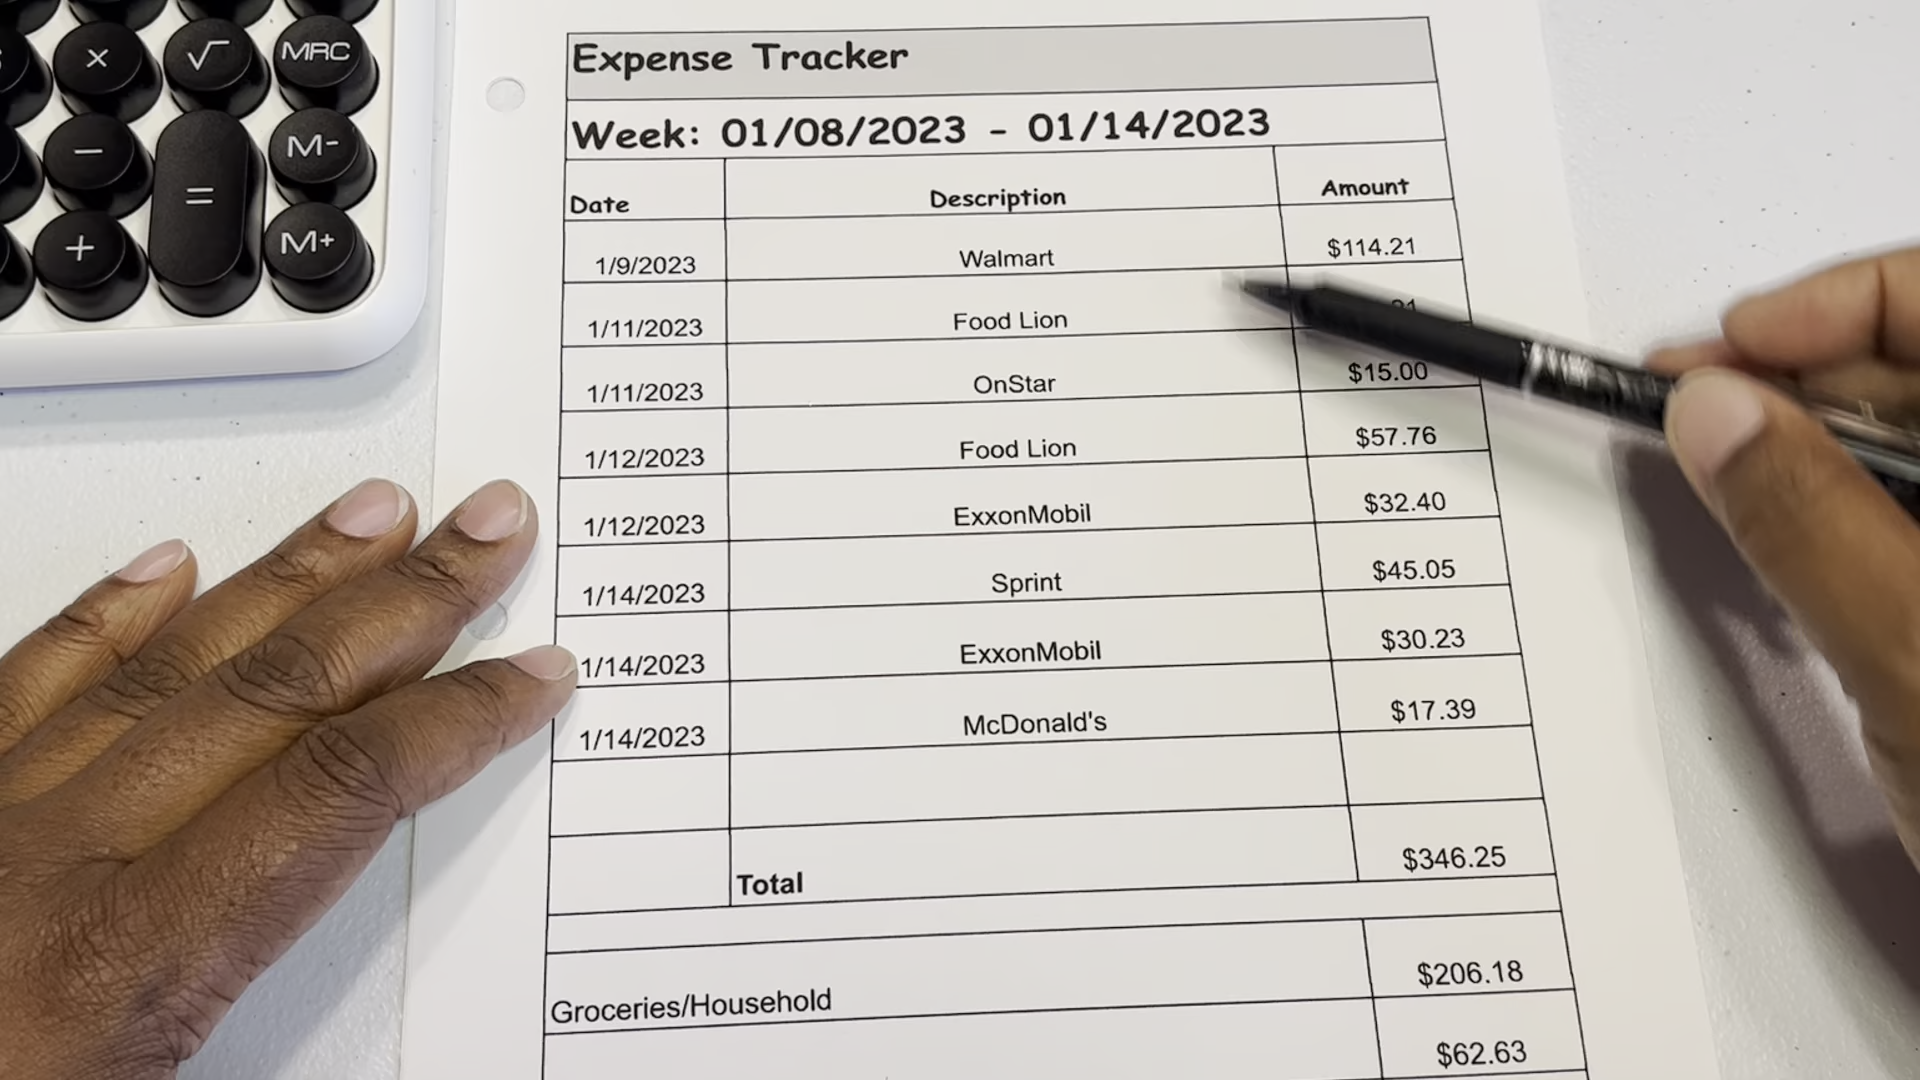 × √ MRC
− = M-
+ M+
Expense Tracker
Week: 01/08/2023 - 01/14/2023
Date Description Amount
1/9/2023 Walmart $114.21
1/11/2023 Food Lion
1/11/2023 OnStar $15.00
1/12/2023 Food Lion $57.76
1/12/2023 ExxonMobil $32.40
1/14/2023 Sprint $45.05
1/14/2023 ExxonMobil $30.23
1/14/2023 McDonald's $17.39
Total $346.25
Groceries/Household $206.18
$62.63